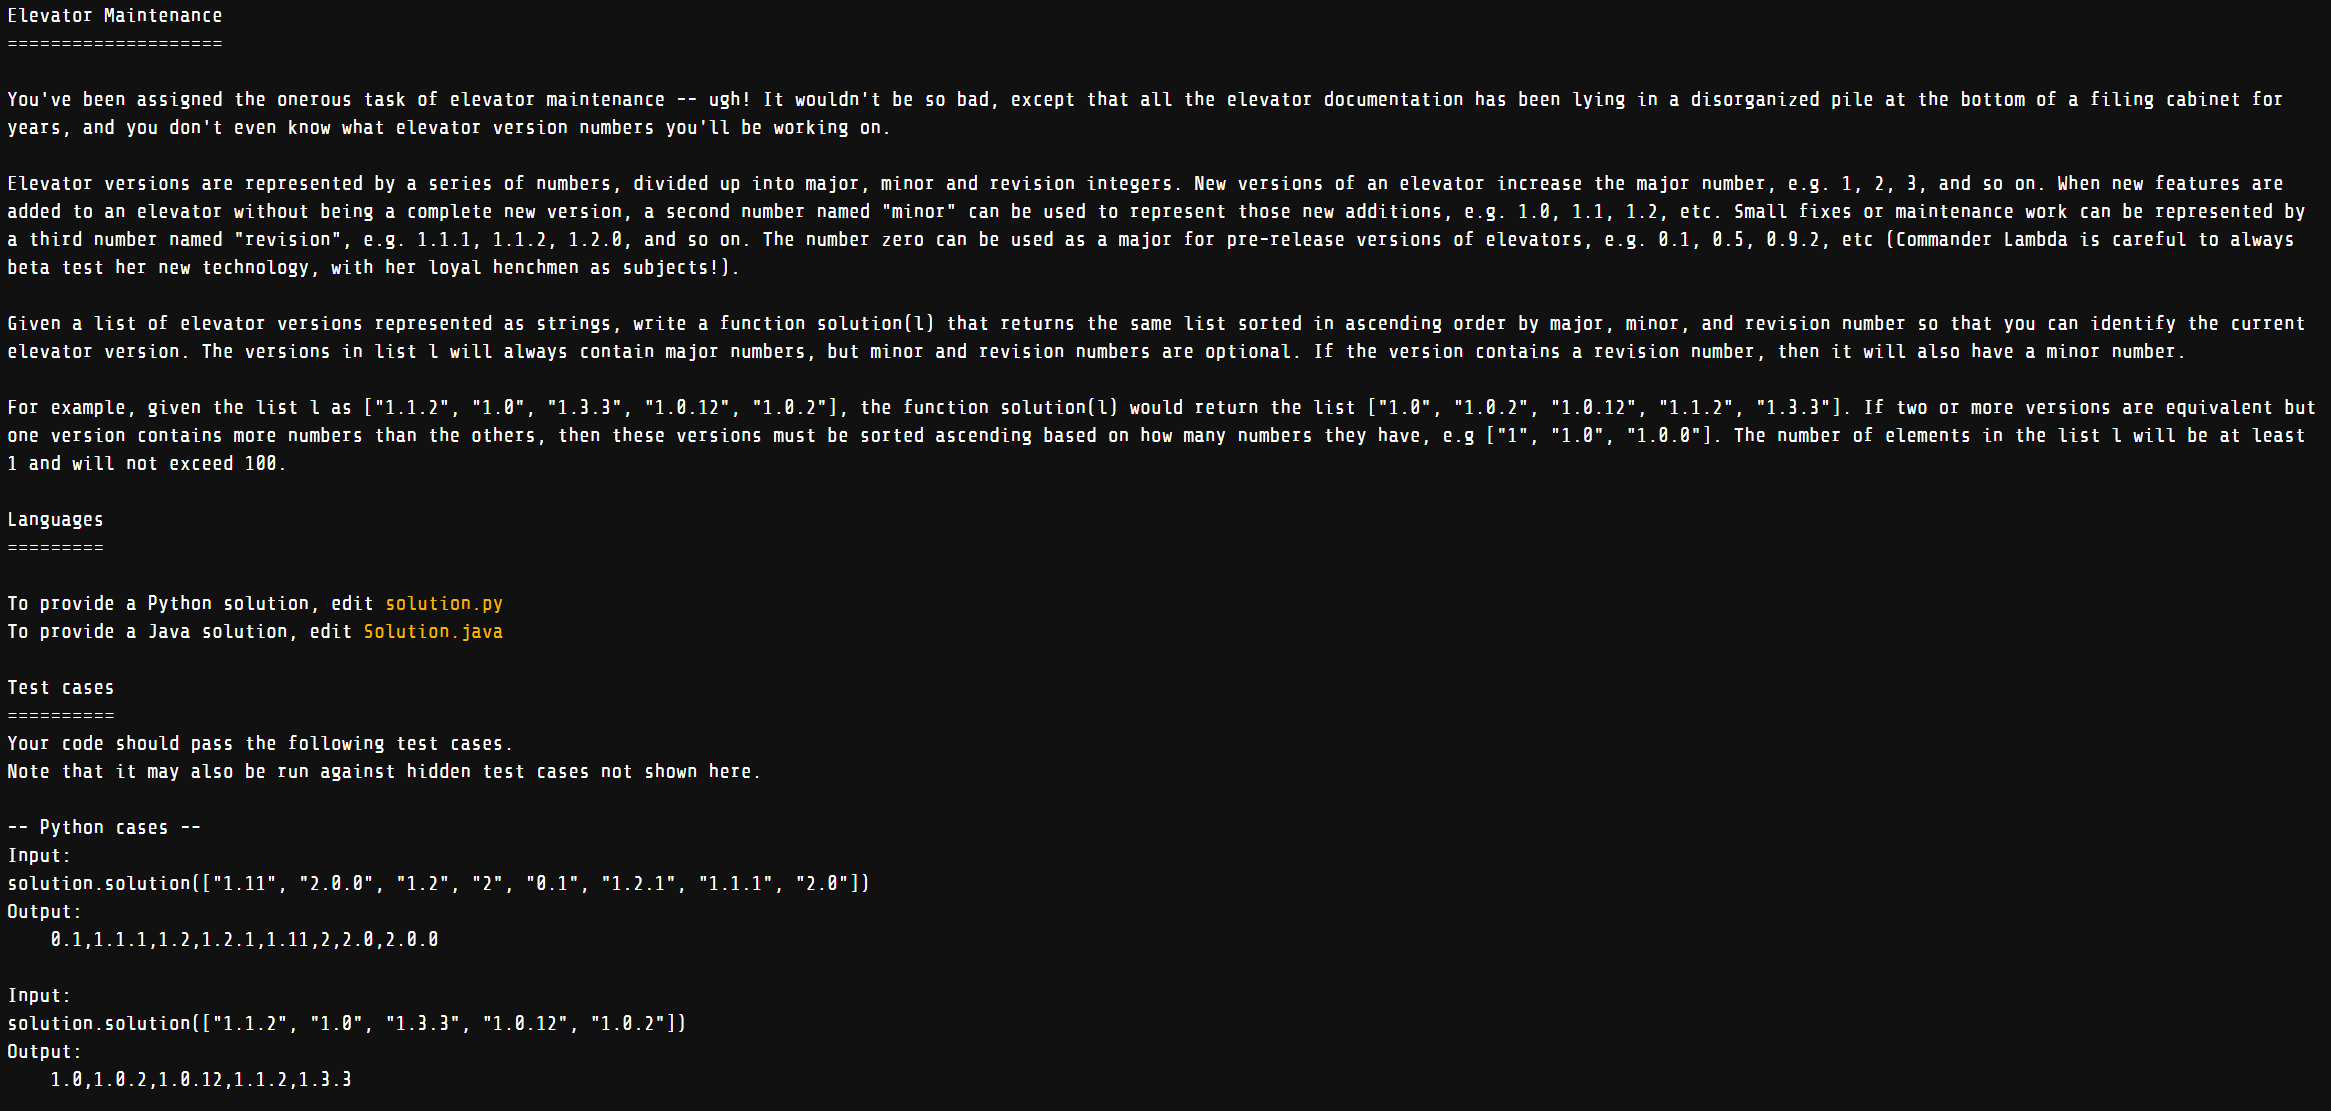 Elevator Maintenance
====================
You've been assigned the onerous task of elevator maintenance -- ugh! It wouldn't be so bad, except that all the elevator documentation has been lying in a disorganized pile at the bottom of a filing cabinet for
years, and you don't even know what elevator version numbers you'll be working on.
Elevator versions are represented by a series of numbers, divided up into major, minor and revision integers. New versions of an elevator increase the major number, e.g. 1, 2, 3, and so on. When new features are
added to an elevator without being a complete new version, a second number named "minor" can be used to represent those new additions, e.g. 1.0, 1.1, 1.2, etc. Small fixes or maintenance work can be represented by
a third number named "revision", e.g. 1.1.1, 1.1.2, 1.2.0, and so on. The number zero can be used as a major for pre-release versions of elevators, e.g. 0.1, 0.5, 0.9.2, etc (Commander Lambda is careful to always
beta test her new technology, with her loyal henchmen as subjects!).
Given a list of elevator versions represented as strings, write a function solution(l) that returns the same list sorted in ascending order by major, minor, and revision number so that you can identify the current
elevator version. The versions in list l will always contain major numbers, but minor and revision numbers are optional. If the version contains a revision number, then it will also have a minor number.
For example, given the list l as ["1.1.2", "1.0", "1.3.3", "1.0.12", "1.0.2"], the function solution(l) would return the list ["1.0", "1.0.2", "1.0.12", "1.1.2", "1.3.3"]. If two or more versions are equivalent but
one version contains more numbers than the others, then these versions must be sorted ascending based on how many numbers they have, e.g ["1", "1.0", "1.0.0"]. The number of elements in the list l will be at least
1 and will not exceed 100.
Languages
=========
To provide a Python solution, edit solution.py
To provide a Java solution, edit Solution.java
Test cases
==========
Your code should pass the following test cases.
Note that it may also be run against hidden test cases not shown here.
-- Python cases --
Input:
solution.solution(["1.11", "2.0.0", "1.2", "2", "0.1", "1.2.1", "1.1.1", "2.0"])
Output:
    0.1,1.1.1,1.2,1.2.1,1.11,2,2.0,2.0.0
Input:
solution.solution(["1.1.2", "1.0", "1.3.3", "1.0.12", "1.0.2"])
Output:
    1.0,1.0.2,1.0.12,1.1.2,1.3.3